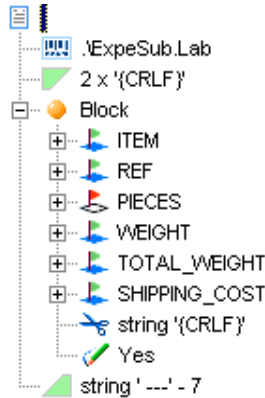 .\ExpeSub.Lab
2 x '{CRLF}'
Block
ITEM
REF
PIECES
WEIGHT
TOTAL_WEIGHT
SHIPPING_COST
string '{CRLF}'
Yes
string ' ---' - 7